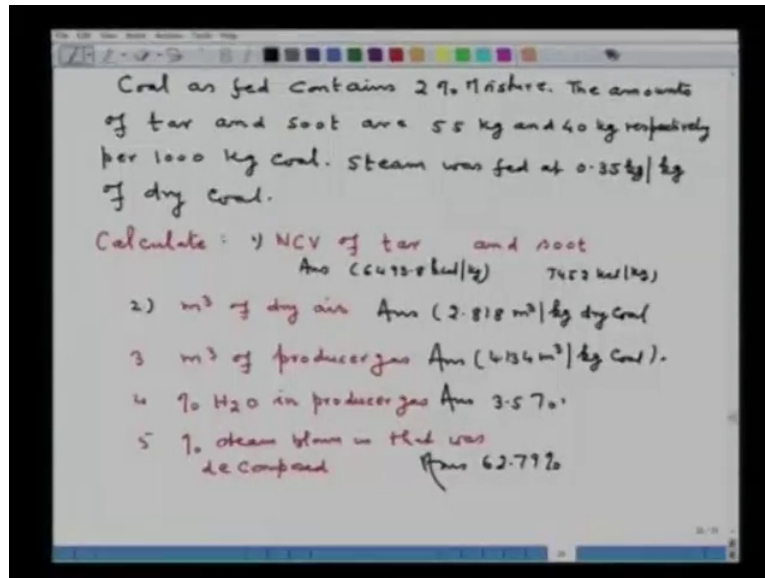 Coal as fed contains 2% Moisture. The amounts
of tar and soot are 55 kg and 40 kg respectively
per 1000 kg coal. Steam was fed at 0.35 kg/kg
of dry coal.
Calculate: 1) NCV of tar and soot
Ans (6493.8 kcal/kg) 7452 kcal/kg)
2) m³ of dry air Ans (2.818 m³/kg dry coal
3 m³ of producer gas Ans (4.134 m³/kg coal).
4 % H2O in producer gas Ans 3.5%.
5 % steam blown in that was
decomposed Ans 62.79%